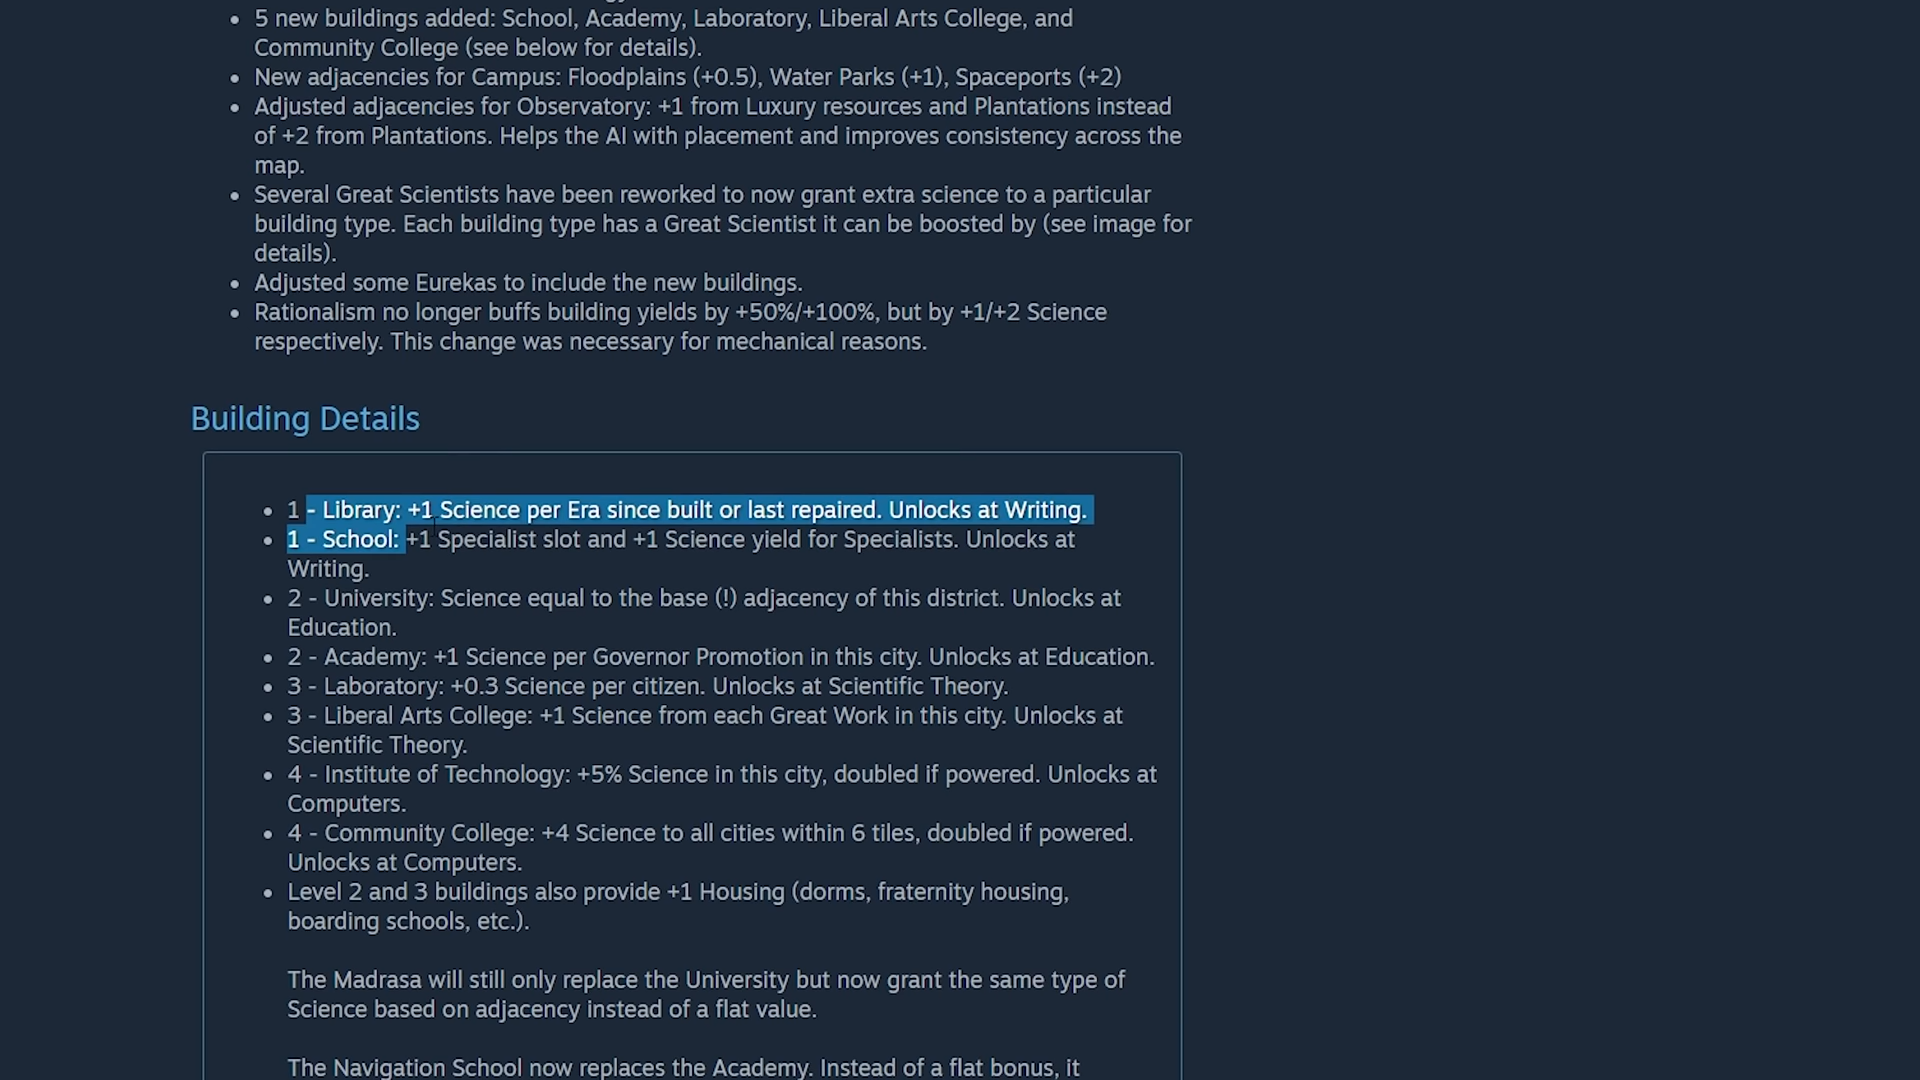 5 new buildings added: School, Academy, Laboratory, Liberal Arts College, and
Community College (see below for details).
New adjacencies for Campus: Floodplains (+0.5), Water Parks (+1), Spaceports (+2)
Adjusted adjacencies for Observatory: +1 from Luxury resources and Plantations instead
of +2 from Plantations. Helps the AI with placement and improves consistency across the
map.
Several Great Scientists have been reworked to now grant extra science to a particular
building type. Each building type has a Great Scientist it can be boosted by (see image for
details).
Adjusted some Eurekas to include the new buildings.
Rationalism no longer buffs building yields by +50%/+100%, but by +1/+2 Science
respectively. This change was necessary for mechanical reasons.
Building Details
1 - Library: +1 Science per Era since built or last repaired. Unlocks at Writing.
1 - School: +1 Specialist slot and +1 Science yield for Specialists. Unlocks at
Writing.
2 - University: Science equal to the base (!) adjacency of this district. Unlocks at
Education.
2 - Academy: +1 Science per Governor Promotion in this city. Unlocks at Education.
3 - Laboratory: +0.3 Science per citizen. Unlocks at Scientific Theory.
3 - Liberal Arts College: +1 Science from each Great Work in this city. Unlocks at
Scientific Theory.
4 - Institute of Technology: +5% Science in this city, doubled if powered. Unlocks at
Computers.
4 - Community College: +4 Science to all cities within 6 tiles, doubled if powered.
Unlocks at Computers.
Level 2 and 3 buildings also provide +1 Housing (dorms, fraternity housing,
boarding schools, etc.).
The Madrasa will still only replace the University but now grant the same type of
Science based on adjacency instead of a flat value.
The Navigation School now replaces the Academy. Instead of a flat bonus, it